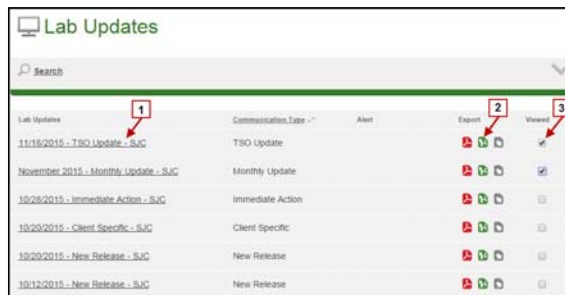 Lab Updates
Search
1 2 3
Lab Updates Communication Type Alert Export Viewed
11/18/2015 - TSO Update - SJC TSO Update
November 2015 - Monthly Update - SJC Monthly Update
10/28/2015 - Immediate Action - SJC Immediate Action
10/20/2015 - Client Specific - SJC Client Specific
10/20/2015 - New Release - SJC New Release
10/12/2015 - New Release - SJC New Release